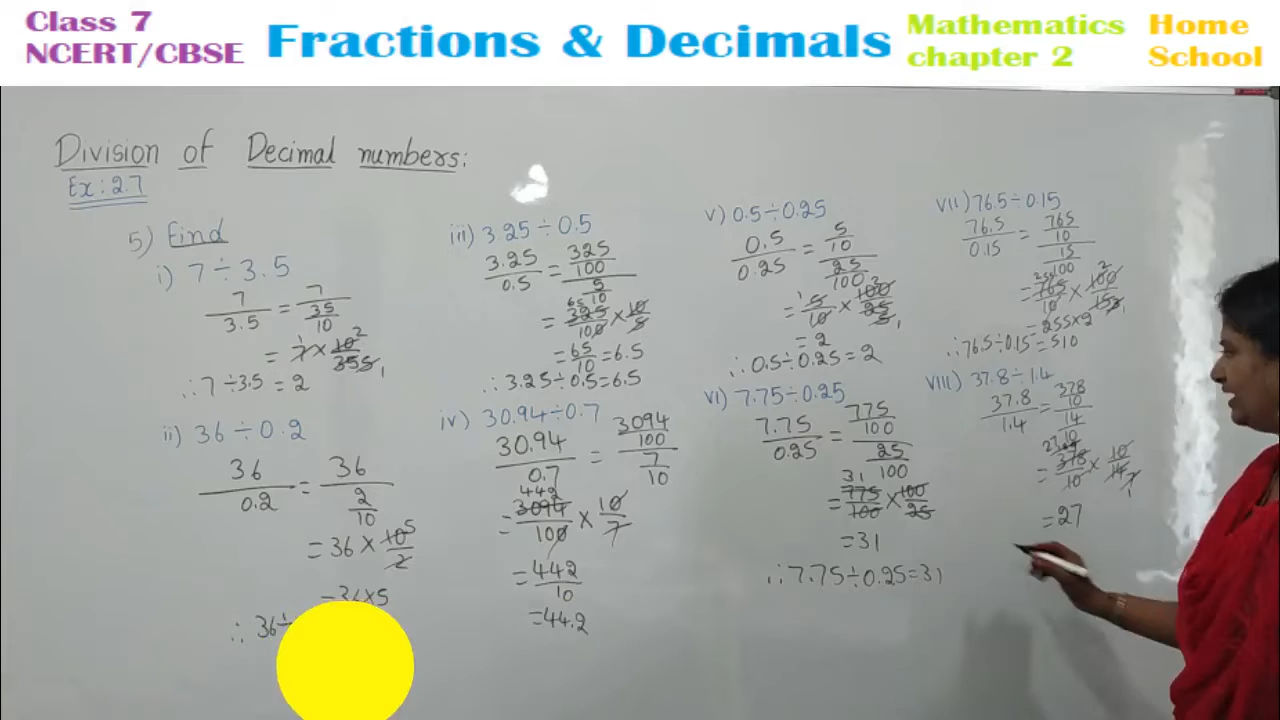 Class 7
NCERT/CBSE
Fractions & Decimals
Mathematics
chapter 2
Home
School
Division of Decimal numbers:
Ex: 2.7
5) Find
i) 7 ÷ 3.5
7/3.5 = 7/(35/10)
= 7 × 10/35
∴ 7 ÷ 3.5 = 2
ii) 36 ÷ 0.2
36/0.2 = 36/(2/10)
= 36 × 10/2
= 36 × 5
∴ 36 ÷
iii) 3.25 ÷ 0.5
3.25/0.5 = (325/100)/(5/10)
= 325/100 × 10/5
= 65/10 = 6.5
∴ 3.25 ÷ 0.5 = 6.5
iv) 30.94 ÷ 0.7
30.94/0.7 = (3094/100)/(7/10)
442
= 3094/100 × 10/7
= 442/10
= 44.2
v) 0.5 ÷ 0.25
0.5/0.25 = (5/10)/(25/100)
= 5/10 × 100/25
= 2
∴ 0.5 ÷ 0.25 = 2
vi) 7.75 ÷ 0.25
7.75/0.25 = (775/100)/(25/100)
31
= 775/100 × 100/25
= 31
∴ 7.75 ÷ 0.25 = 31
vii) 76.5 ÷ 0.15
76.5/0.15 = (765/10)/(15/100)
255 2
= 765/10 × 100/15
= 255 × 2
∴ 76.5 ÷ 0.15 = 510
viii) 37.8 ÷ 1.4
37.8/1.4 = (378/10)/(14/10)
27
= 378/10 × 10/14
= 27